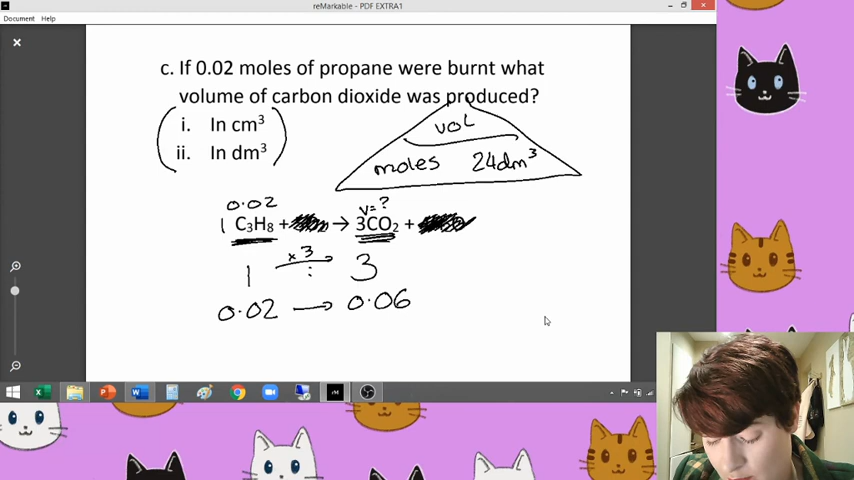 reMarkable - PDF EXTRA1
Document Help
c. If 0.02 moles of propane were burnt what
volume of carbon dioxide was produced?
i. In cm³
ii. In dm³
vol
moles 24dm³
0.02 v=?
1 C₃H₈ + → 3CO₂ +
×3
1 : 3
0.02 → 0.06